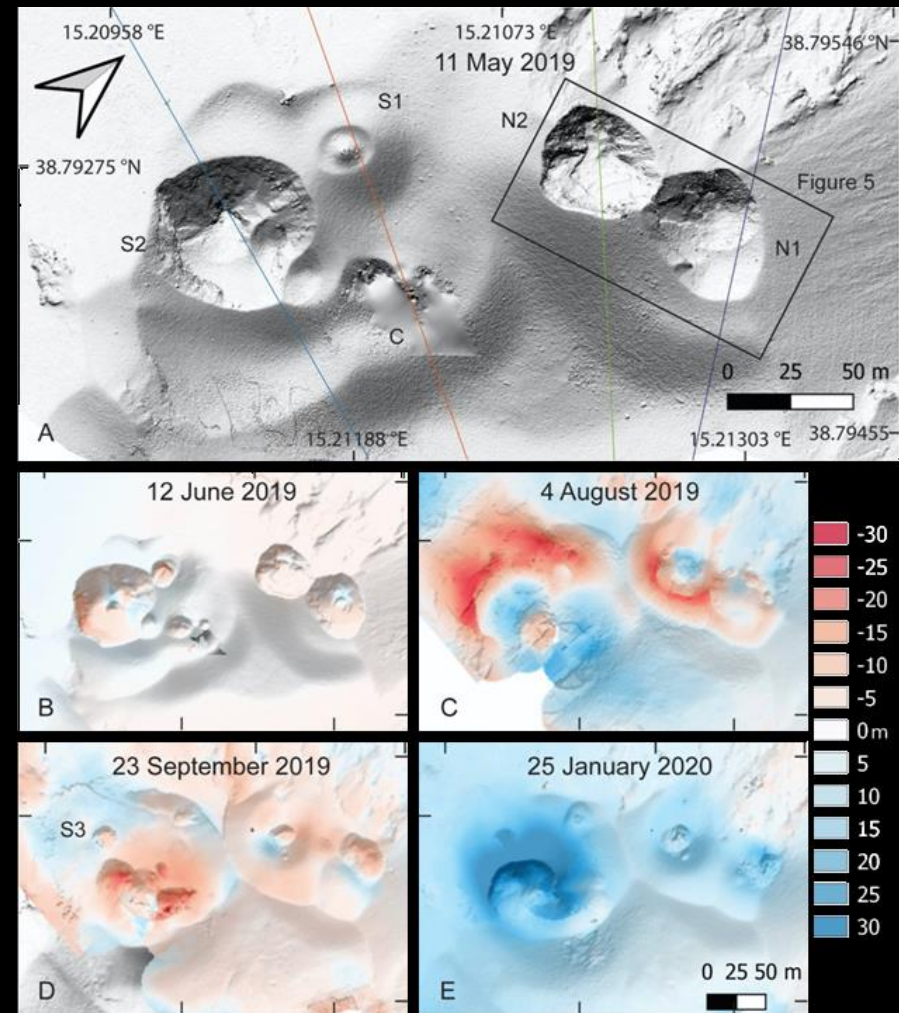 15.20958 °E
15.21073 °E
38.79546 °N
11 May 2019
S1
N2
38.79275 °N
Figure 5
S2
N1
C
0 25 50 m
A
15.21188 °E
15.21303 °E
38.79455
12 June 2019
B
4 August 2019
C
23 September 2019
S3
D
25 January 2020
0 25 50 m
E
-30
-25
-20
-15
-10
-5
0 m
5
10
15
20
25
30